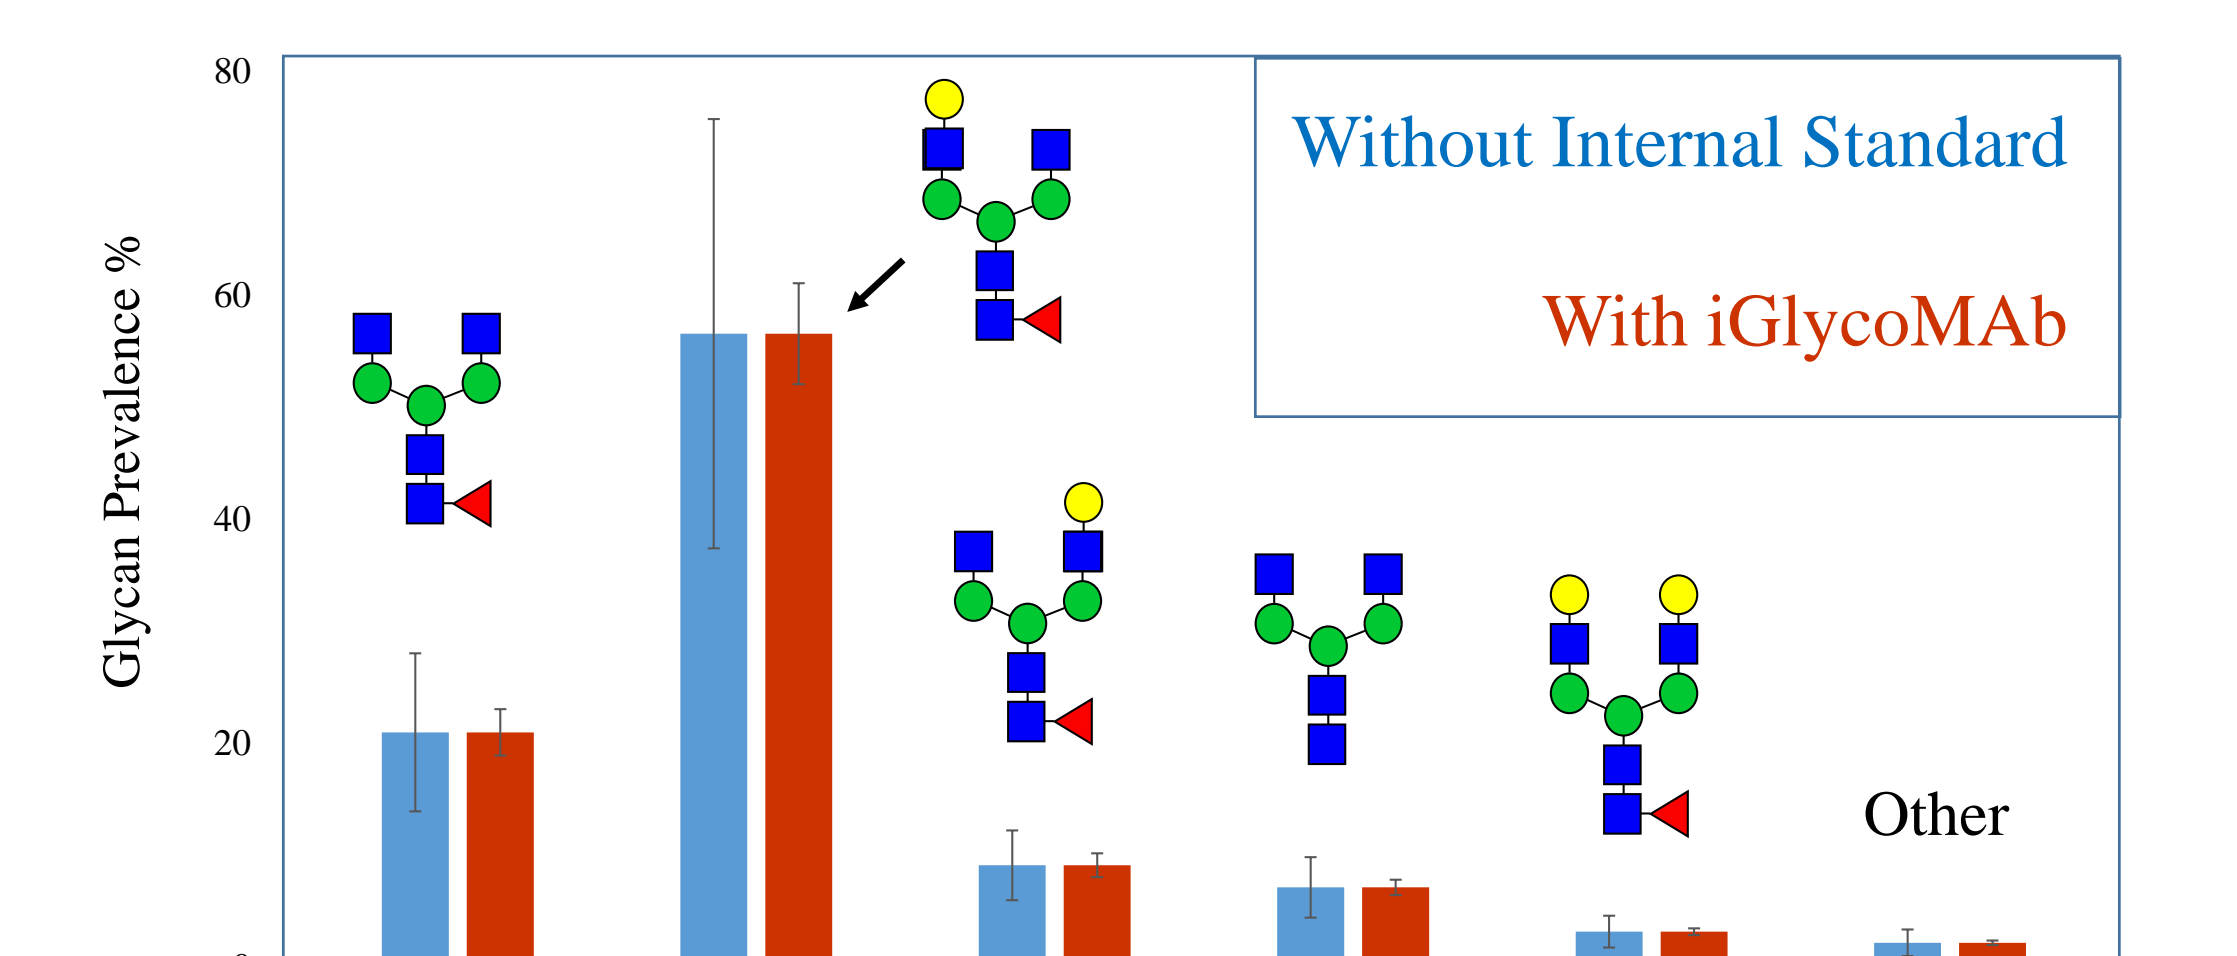 80
60
40
20
Glycan Prevalence %
Without Internal Standard
With iGlycoMAb
Other